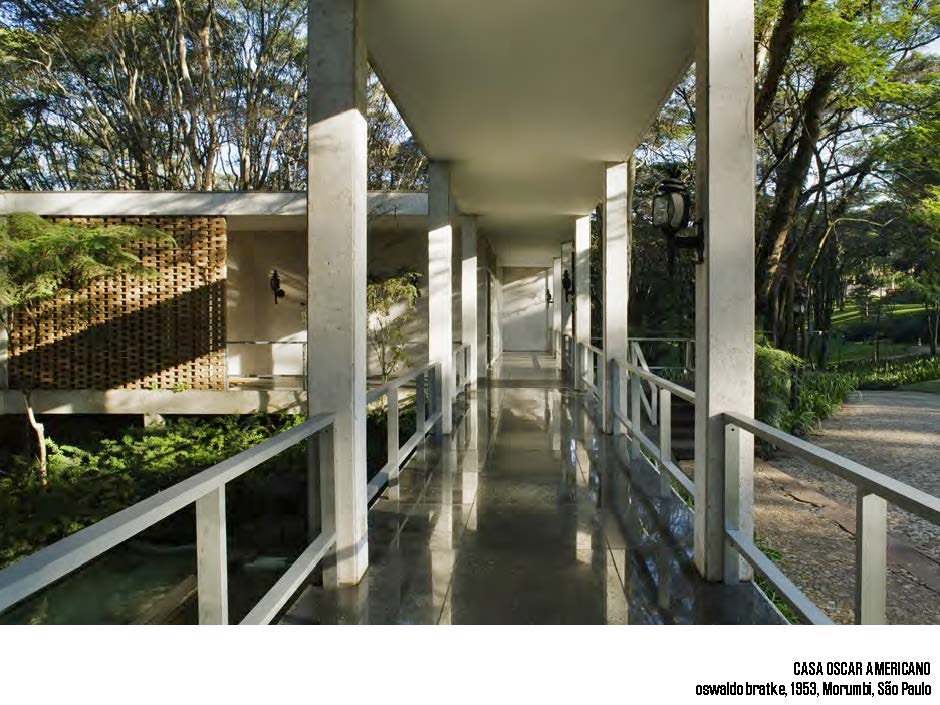 CASA OSCAR AMERICANO
oswaldo bratke, 1953, Morumbi, São Paulo